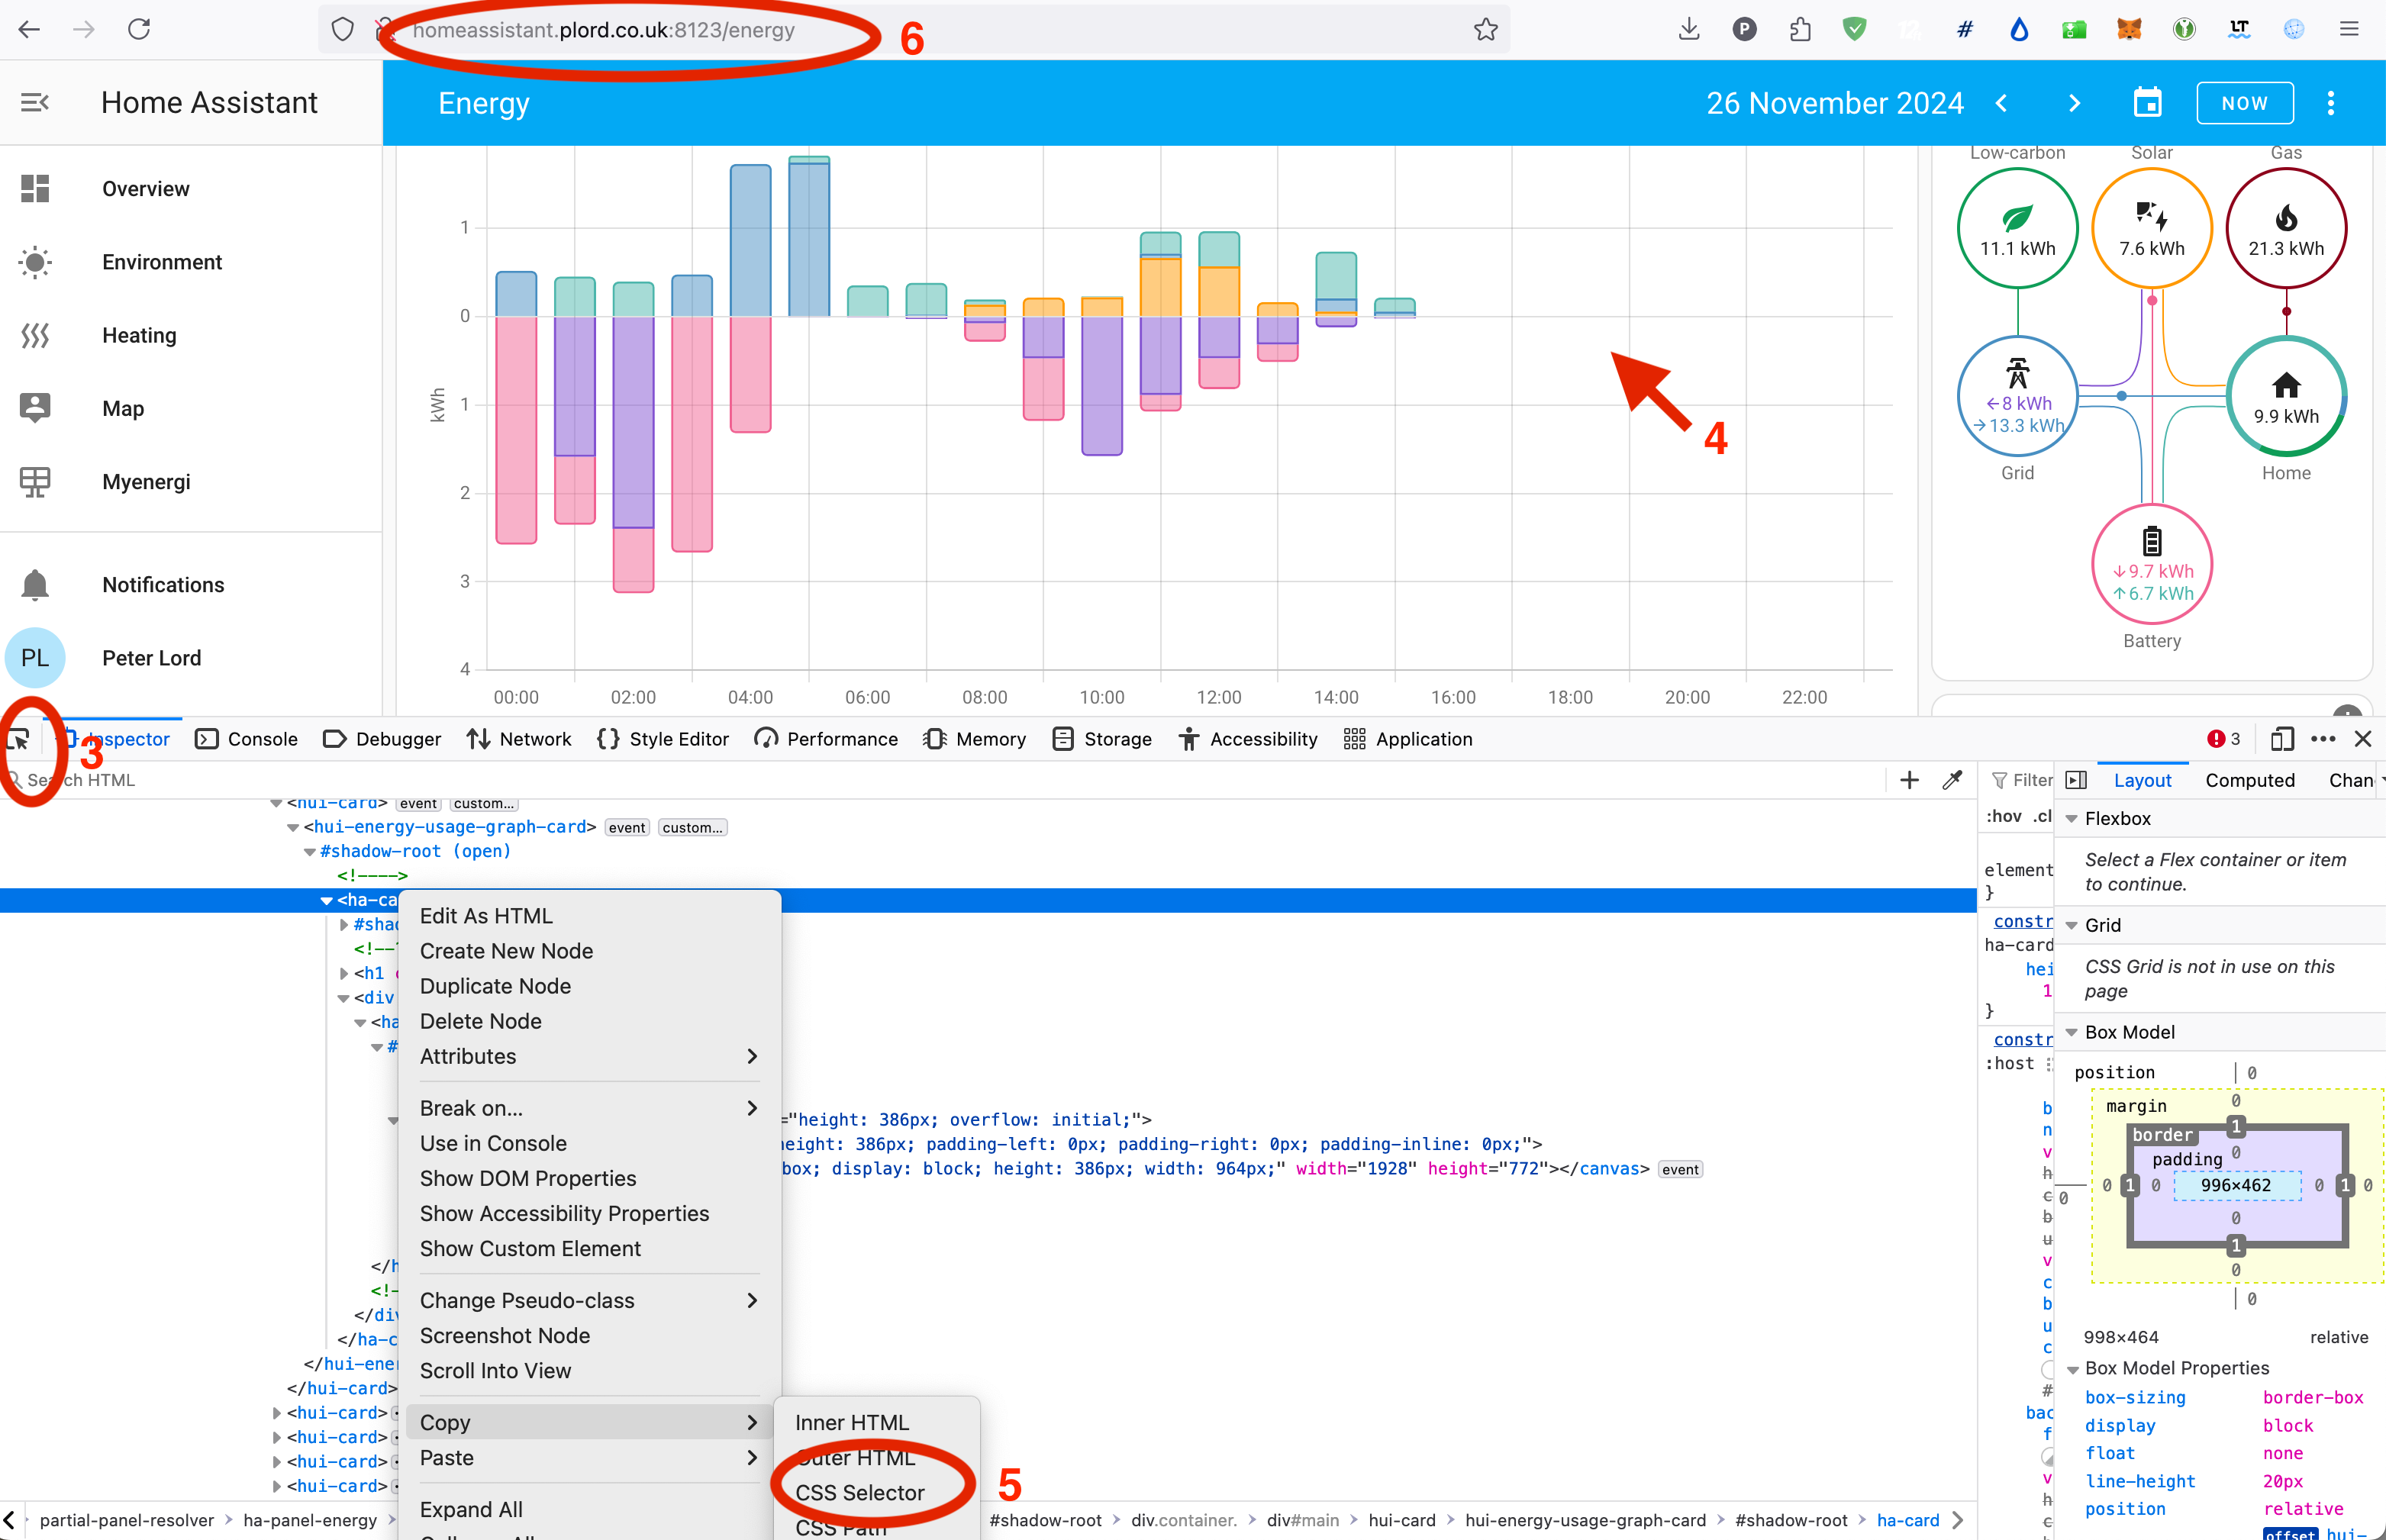 homeassistant.plord.co.uk:8123/energy
6
Home Assistant
Energy
26 November 2024
NOW
Overview
Environment
Heating
Map
Myenergi
Notifications
PL
Peter Lord
1
0
1
2
3
4
kWh
00:00 02:00 04:00 06:00 08:00 10:00 12:00 14:00 16:00 18:00 20:00 22:00
4
Low-carbon Solar Gas
11.1 kWh 7.6 kWh 21.3 kWh
←8 kWh
→13.3 kWh
9.9 kWh
Grid Home
↓9.7 kWh
↑6.7 kWh
Battery
3
Inspector Console Debugger Network Style Editor Performance Memory Storage Accessibility Application
3
Search HTML
<hui-card> event custom...
<hui-energy-usage-graph-card> event custom...
#shadow-root (open)
<!---->
<ha-ca
#shad
<!--?
<h1
<div
<ha
#
="height: 386px; overflow: initial;">
height: 386px; padding-left: 0px; padding-right: 0px; padding-inline: 0px;">
box; display: block; height: 386px; width: 964px;" width="1928" height="772"></canvas> event
</h
<!-
</div
</ha-c
</hui-ener
</hui-card>
<hui-card>
<hui-card>
<hui-card>
<hui-card>
Edit As HTML
Create New Node
Duplicate Node
Delete Node
Attributes
Break on...
Use in Console
Show DOM Properties
Show Accessibility Properties
Show Custom Element
Change Pseudo-class
Screenshot Node
Scroll Into View
Copy
Paste
Expand All
Inner HTML
Outer HTML
CSS Selector
CSS Path
5
partial-panel-resolver ha-panel-energy
#shadow-root div.container. div#main hui-card hui-energy-usage-graph-card #shadow-root ha-card
Filter
:hov .cl
element
}
constr
ha-card
hei
1
}
constr
:host
Layout Computed Chan
Flexbox
Select a Flex container or item
to continue.
Grid
CSS Grid is not in use on this
page
Box Model
position 0
margin 0
border 1
padding 0
0 0 1 0 996×462 0 1 0
0
1
0
0
998×464 relative
Box Model Properties
box-sizing border-box
display block
float none
line-height 20px
position relative
offset hui-